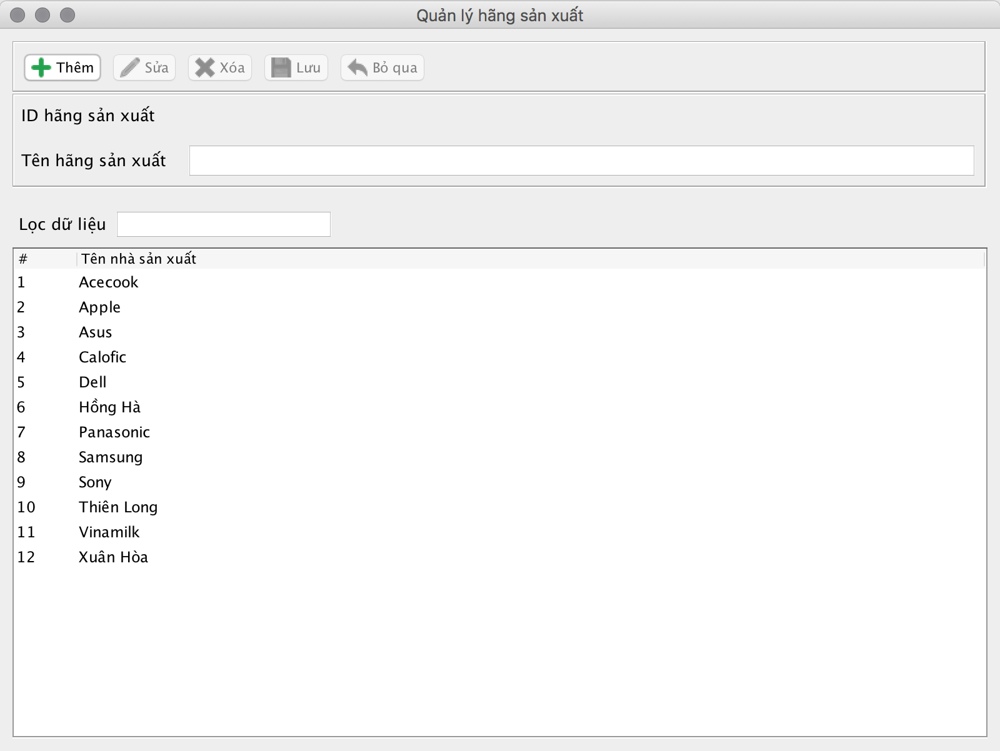 Quản lý hãng sản xuất
Thêm Sửa Xóa Lưu Bỏ qua
ID hãng sản xuất
Tên hãng sản xuất
Lọc dữ liệu
# Tên nhà sản xuất
1 Acecook
2 Apple
3 Asus
4 Calofic
5 Dell
6 Hồng Hà
7 Panasonic
8 Samsung
9 Sony
10 Thiên Long
11 Vinamilk
12 Xuân Hòa